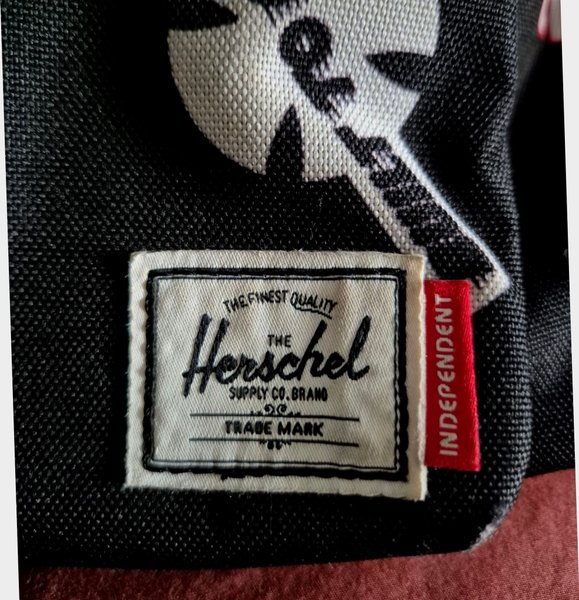 THE FINEST QUALITY
THE
Herschel
SUPPLY CO. BRAND
TRADE MARK
INDEPENDENT